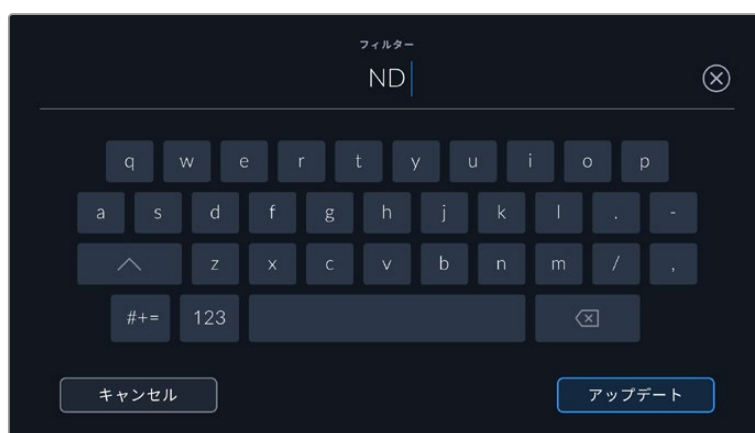 フィルター
ND
q w e r t y u i o p
a s d f g h j k l . -
z x c v b n m / ,
#+= 123
キャンセル アップデート